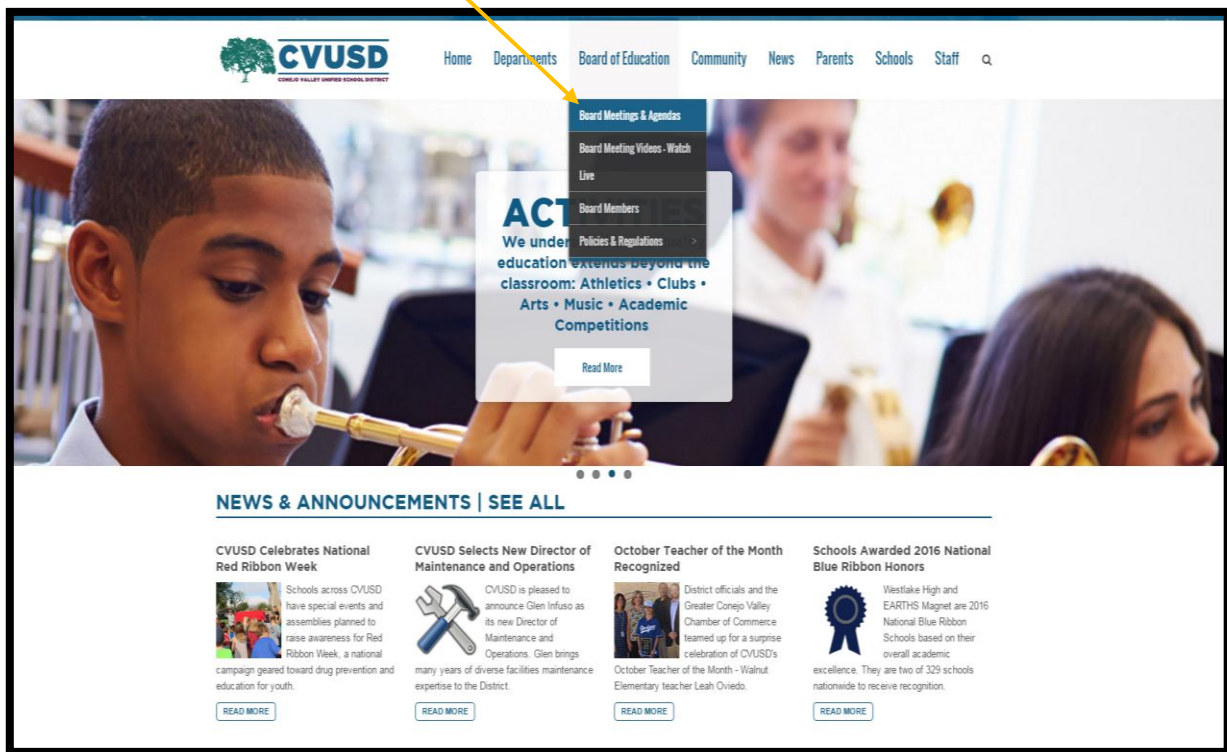 CVUSD
CONEJO VALLEY UNIFIED SCHOOL DISTRICT
Home Departments Board of Education Community News Parents Schools Staff
Board Meetings & Agendas
Board Meeting Videos - Watch
Live
Board Members
Policies & Regulations >
ACT
We under
education extends beyond the
classroom: Athletics • Clubs •
Arts • Music • Academic
Competitions
Read More
NEWS & ANNOUNCEMENTS | SEE ALL
CVUSD Celebrates National
Red Ribbon Week
Schools across CVUSD
have special events and
assemblies planned to
raise awareness for Red
Ribbon Week, a national
campaign geared toward drug prevention and
education for youth.
READ MORE
CVUSD Selects New Director of
Maintenance and Operations
CVUSD is pleased to
announce Glen Infuso as
its new Director of
Maintenance and
Operations. Glen brings
many years of diverse facilities maintenance
expertise to the District.
READ MORE
October Teacher of the Month
Recognized
District officials and the
Greater Conejo Valley
Chamber of Commerce
teamed up for a surprise
celebration of CVUSD's
October Teacher of the Month - Walnut
Elementary teacher Leah Oviedo.
READ MORE
Schools Awarded 2016 National
Blue Ribbon Honors
Westlake High and
EARTHS Magnet are 2016
National Blue Ribbon
Schools based on their
overall academic
excellence. They are two of 329 schools
nationwide to receive recognition.
READ MORE